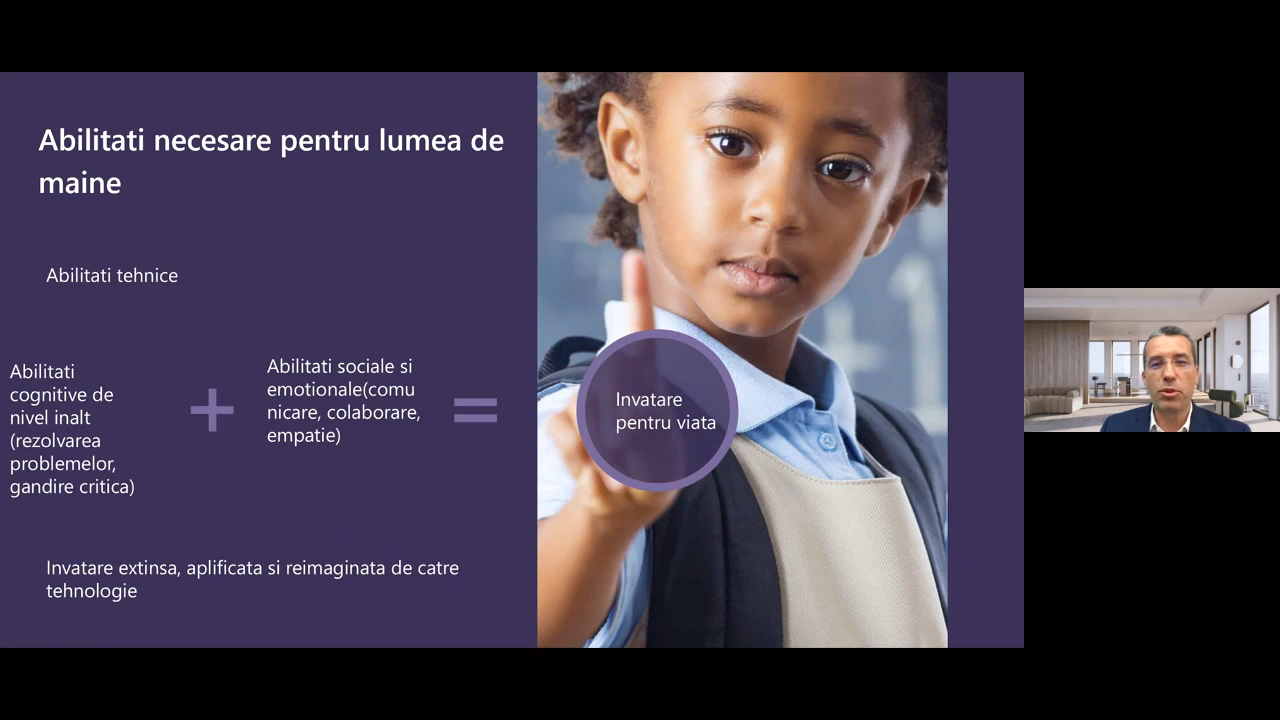 Abilitati necesare pentru lumea de
maine
Abilitati tehnice
Abilitati
cognitive de
nivel inalt
(rezolvarea
problemelor,
gandire critica)
+
Abilitati sociale si
emotionale(comu
nicare, colaborare,
empatie)
=
Invatare
pentru viata
Invatare extinsa, aplificata si reimaginata de catre
tehnologie